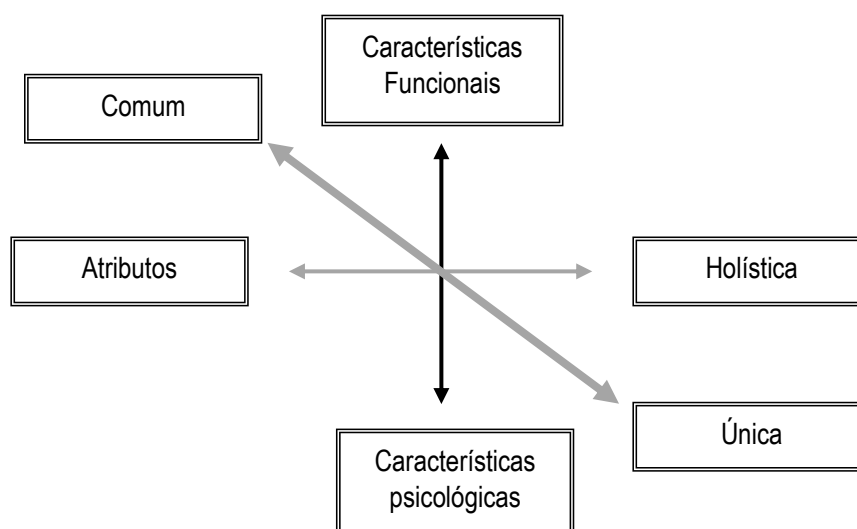 Características
Funcionais
Comum
Atributos
Holística
Única
Características
psicológicas